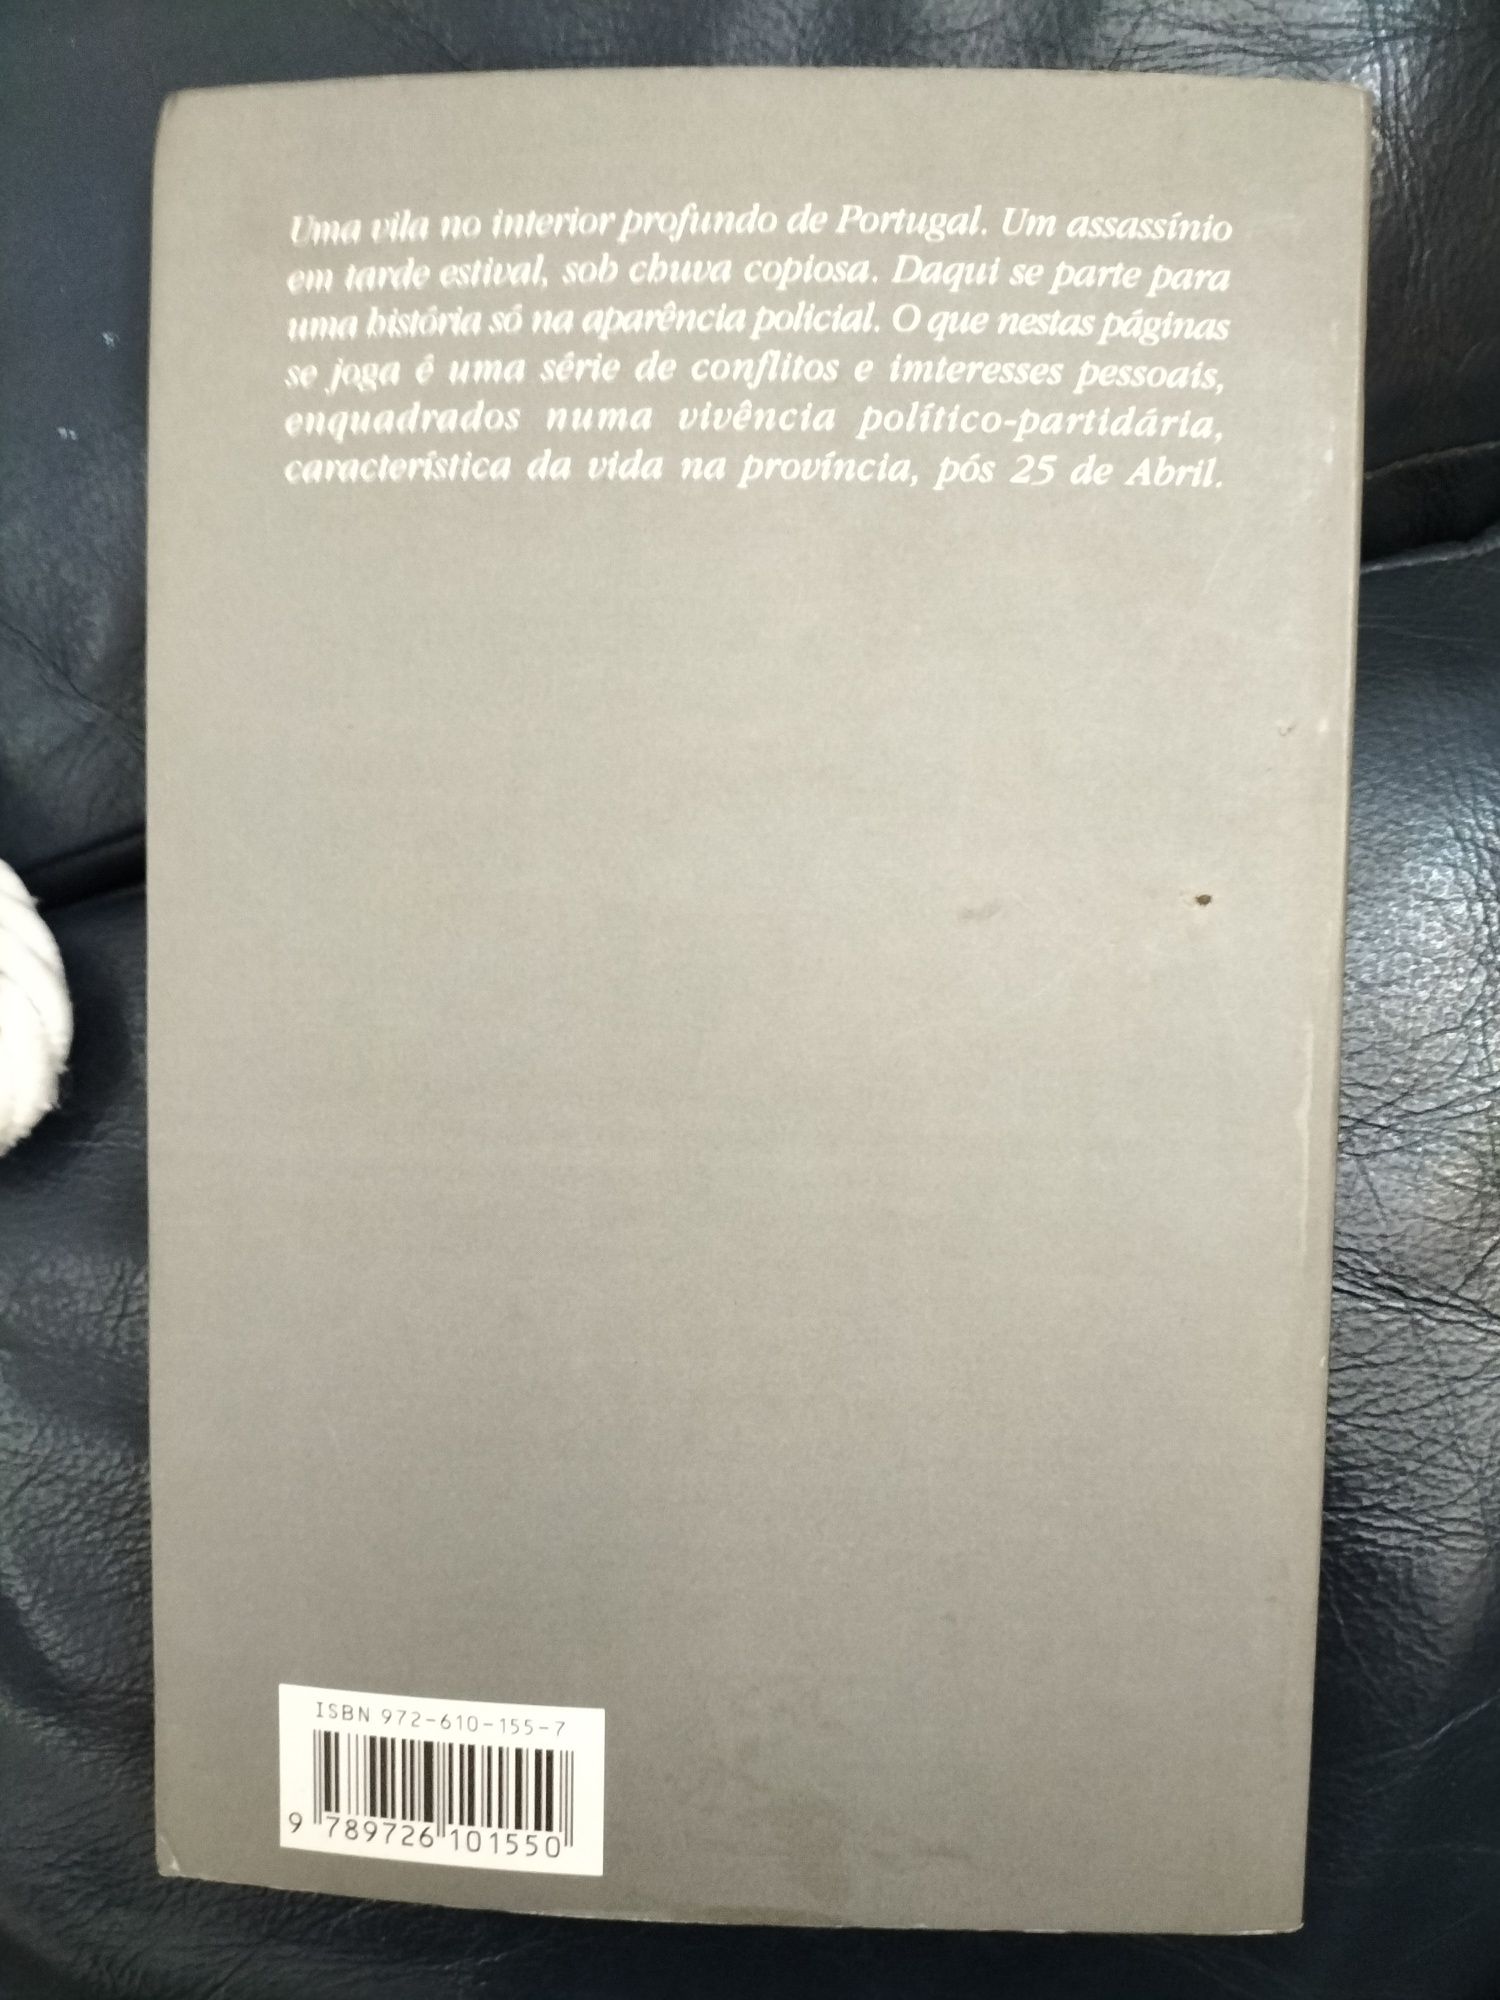 Uma vila no interior profundo de Portugal. Um assassínio
em tarde estival, sob chuva copiosa. Daqui se parte para
uma história só na aparência policial. O que nestas páginas
se joga é uma série de conflitos e imteresses pessoais,
enquadrados numa vivência político-partidária,
característica da vida na província, pós 25 de Abril.
ISBN 972-610-155-7
9 789726 101550